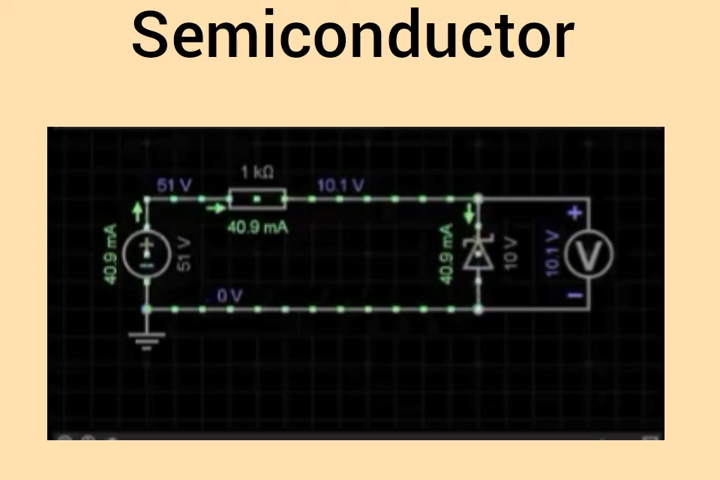 Semiconductor
1 kΩ
51 V
10.1 V
40.9 mA
40.9 mA
51 V
40.9 mA
10 V
10.1 V
+
V
−
0 V